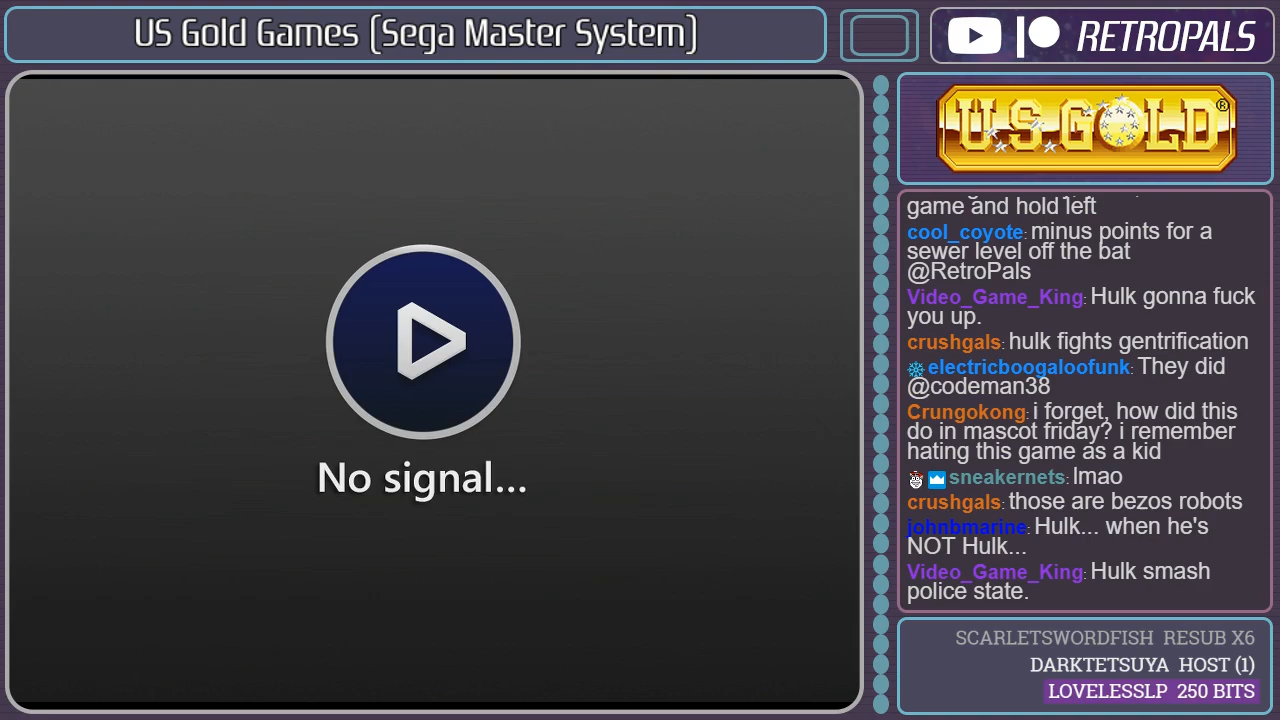 US Gold Games (Sega Master System)
RETROPALS
U.S.GOLD®
game and hold left
cool_coyote: minus points for a
sewer level off the bat
@RetroPals
Video_Game_King: Hulk gonna fuck
you up.
crushgals: hulk fights gentrification
electricboogaloofunk: They did
@codeman38
Crungokong: i forget, how did this
do in mascot friday? i remember
hating this game as a kid
sneakernets: lmao
crushgals: those are bezos robots
johnbmarine: Hulk... when he's
NOT Hulk...
Video_Game_King: Hulk smash
police state.
No signal...
SCARLETSWORDFISH RESUB X6
DARKTETSUYA HOST (1)
LOVELESSLP 250 BITS